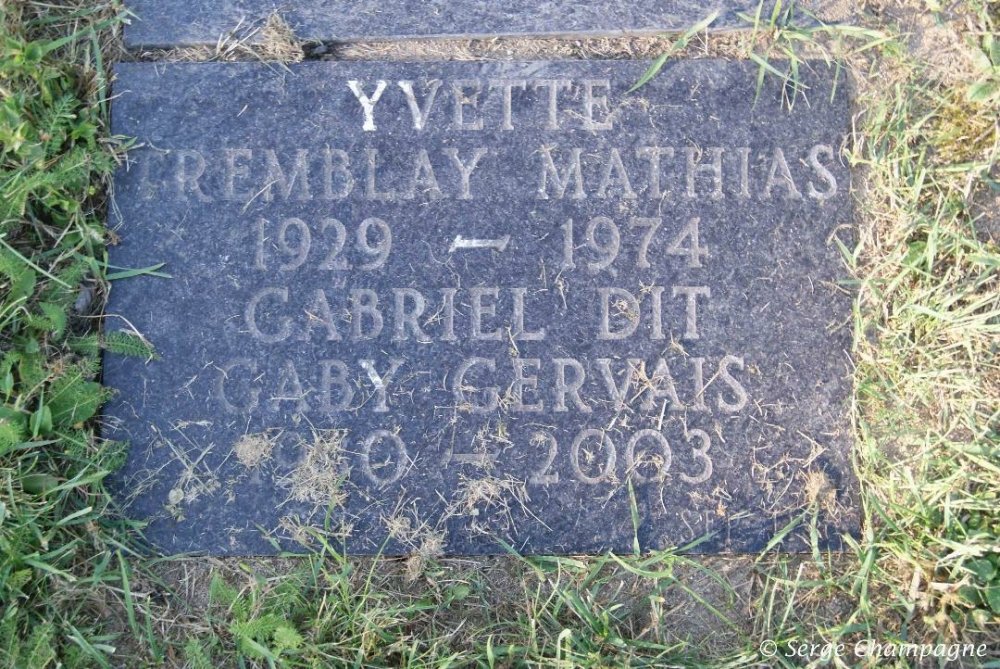 YVETTE
TREMBLAY MATHIAS
1929 — 1974
GABRIEL DIT
GABY GERVAIS
— 2003
© Serge Champagne